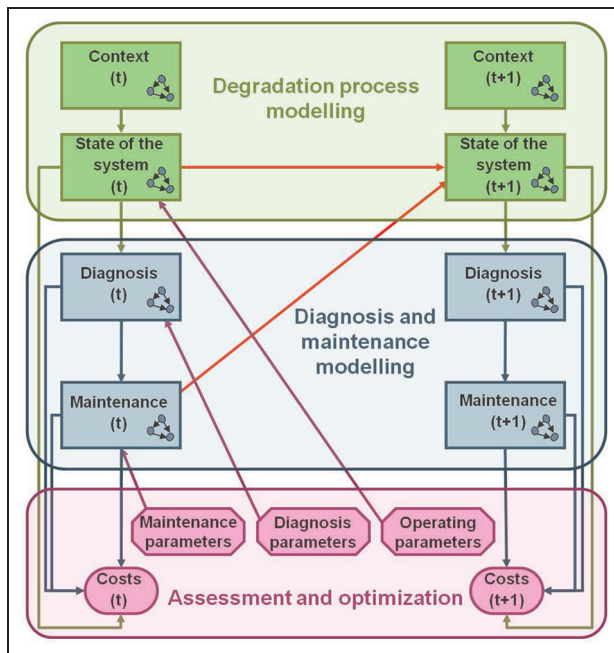 Context
(t)
Degradation process
modelling
Context
(t+1)
State of the
system
(t)
State of the
system
(t+1)
Diagnosis
(t)
Diagnosis
(t+1)
Diagnosis and
maintenance
modelling
Maintenance
(t)
Maintenance
(t+1)
Maintenance
parameters
Diagnosis
parameters
Operating
parameters
Costs
(t)
Assessment and optimization
Costs
(t+1)